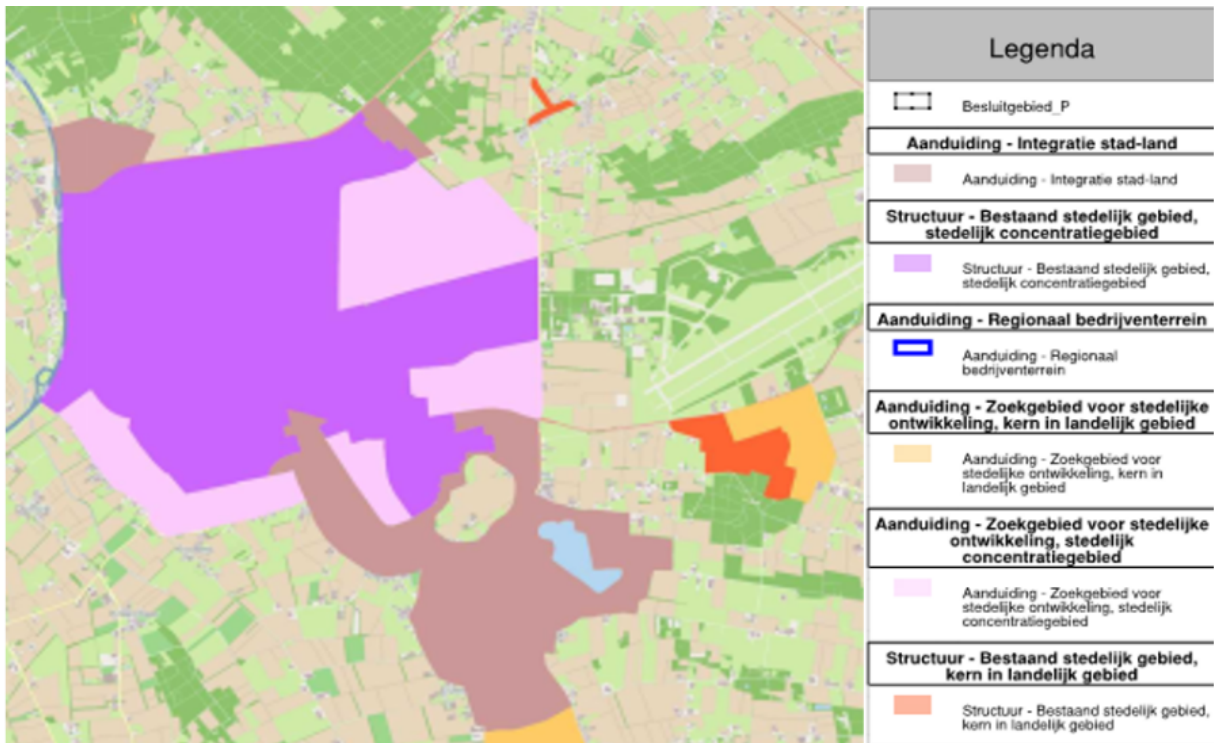 Legenda
Besluitgebied_P
Aanduiding - Integratie stad-land
Aanduiding - Integratie stad-land
Structuur - Bestaand stedelijk gebied,
stedelijk concentratiegebied
Structuur - Bestaand stedelijk gebied,
stedelijk concentratiegebied
Aanduiding - Regionaal bedrijventerrein
Aanduiding - Regionaal
bedrijventerrein
Aanduiding - Zoekgebied voor stedelijke
ontwikkeling, kern in landelijk gebied
Aanduiding - Zoekgebied voor
stedelijke ontwikkeling, kern in
landelijk gebied
Aanduiding - Zoekgebied voor stedelijke
ontwikkeling, stedelijk
concentratiegebied
Aanduiding - Zoekgebied voor
stedelijke ontwikkeling, stedelijk
concentratiegebied
Structuur - Bestaand stedelijk gebied,
kern in landelijk gebied
Structuur - Bestaand stedelijk gebied,
kern in landelijk gebied